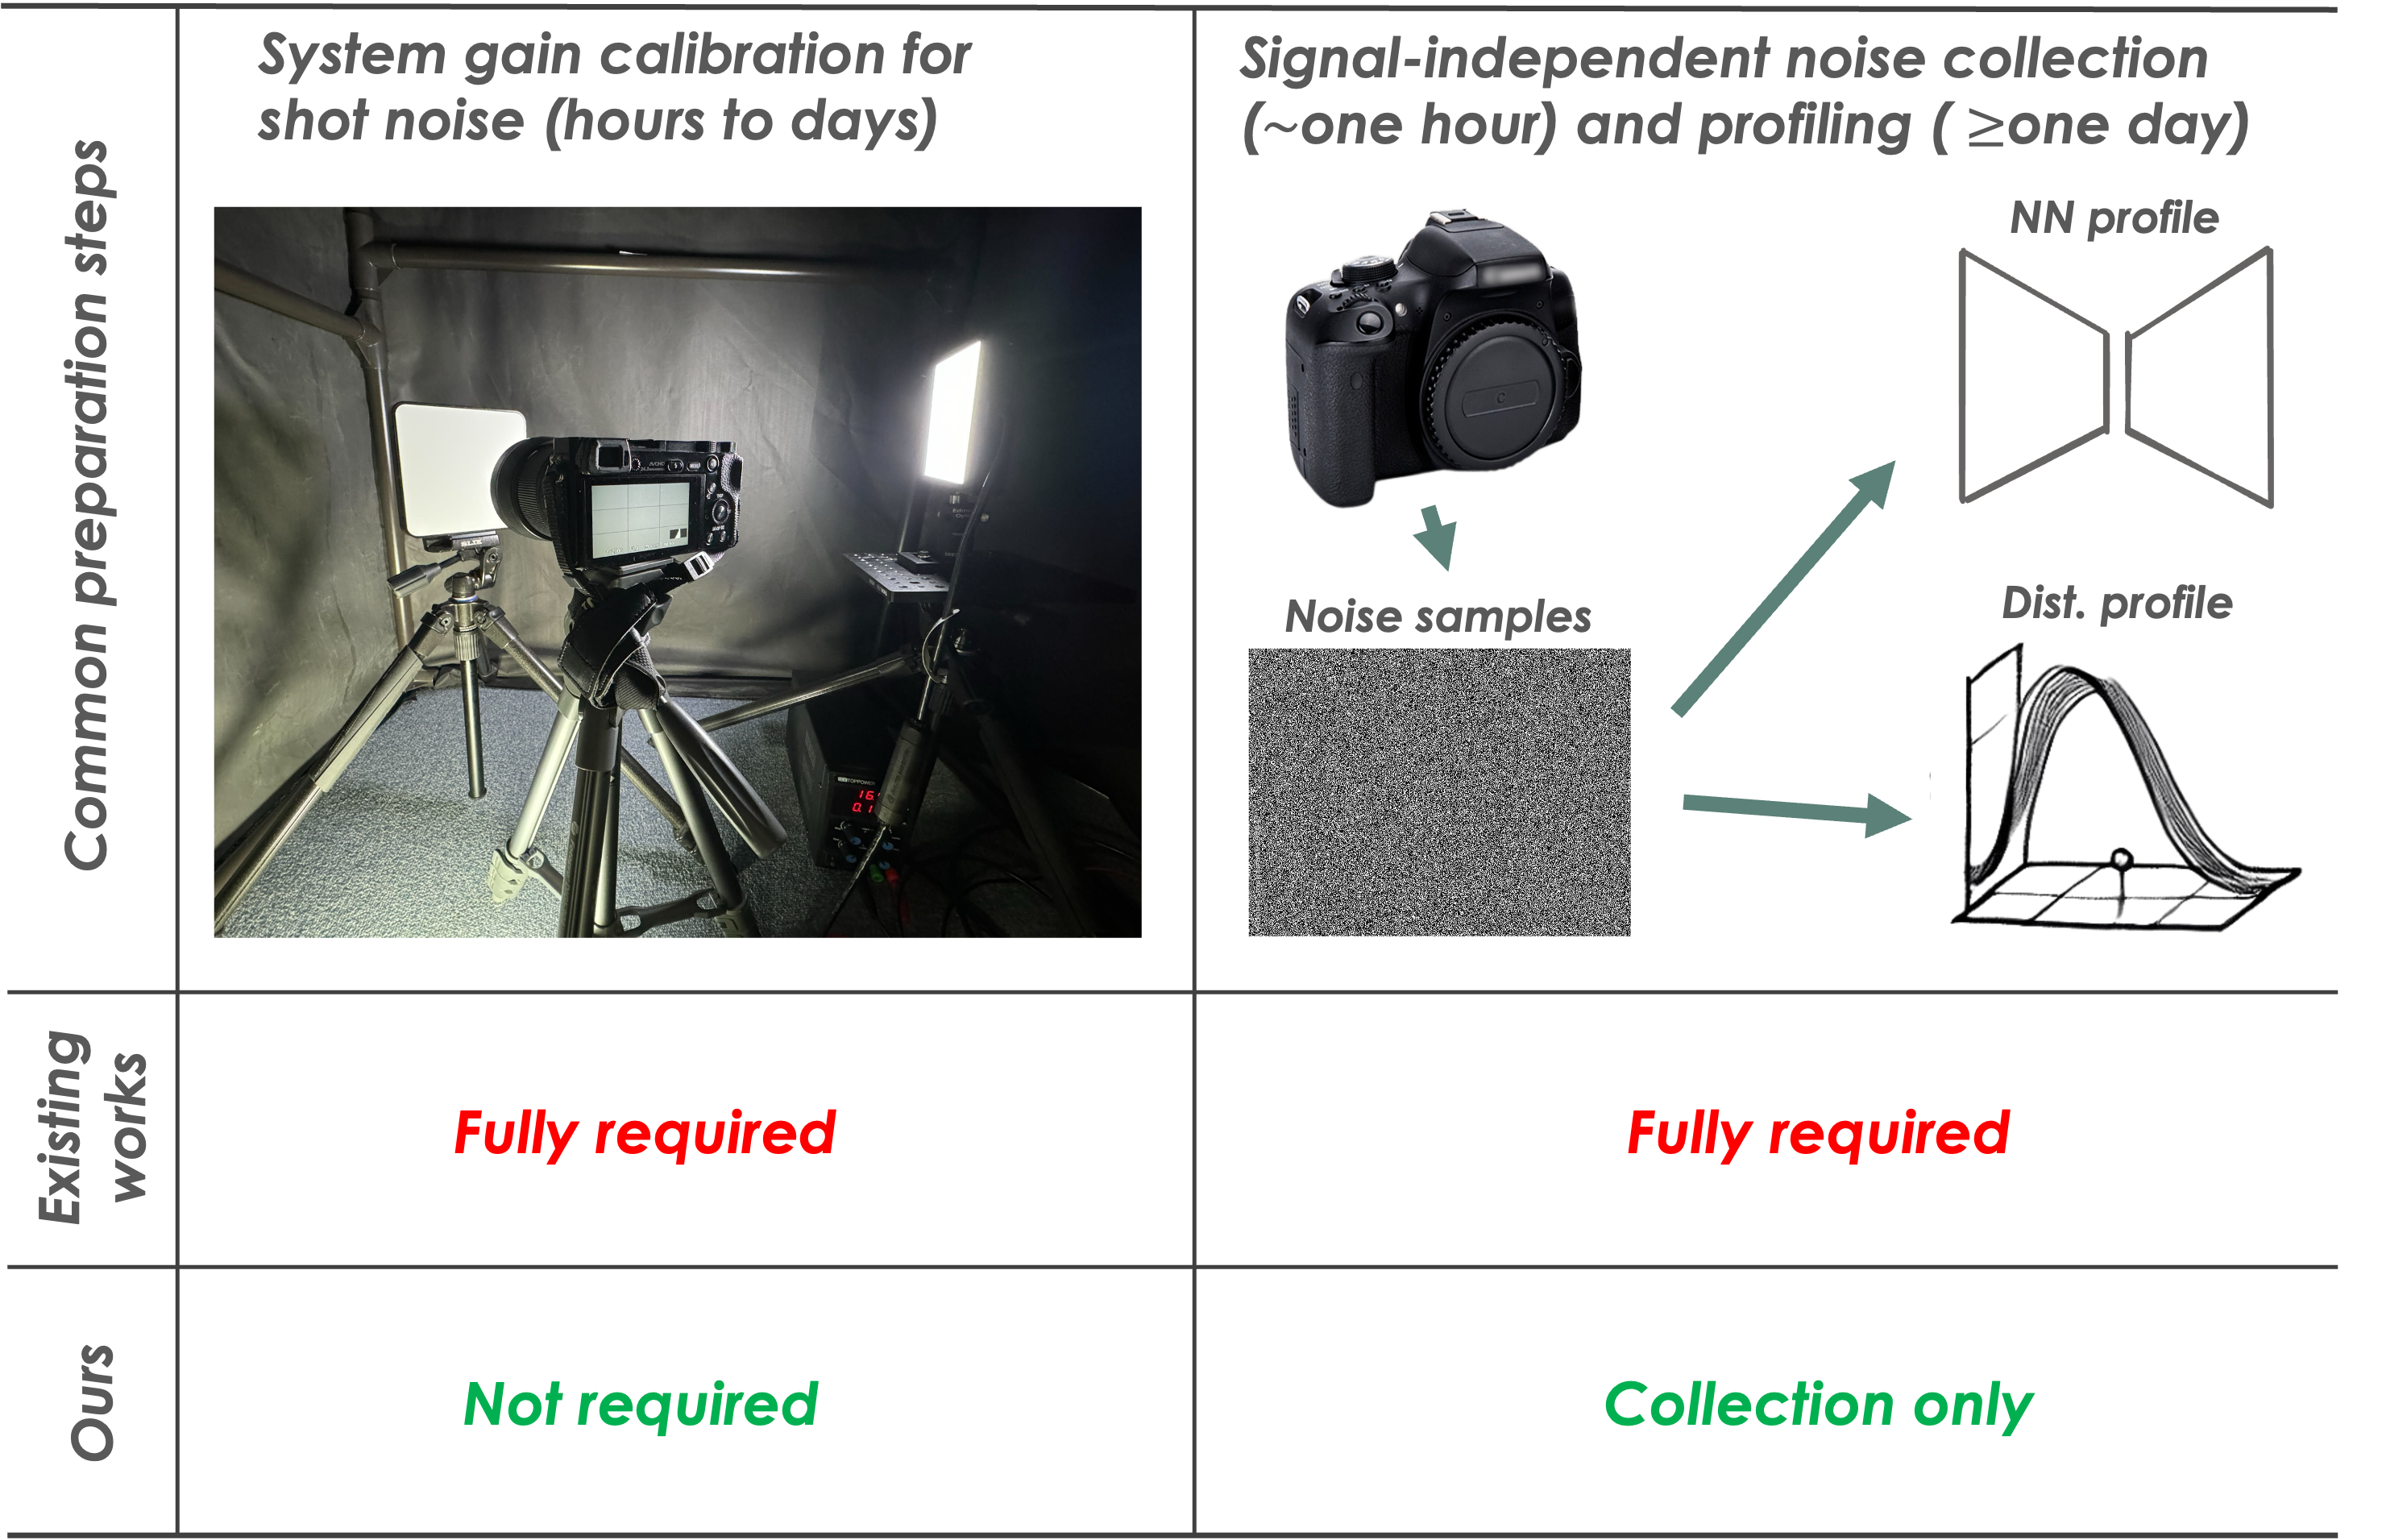 System gain calibration for
shot noise (hours to days)
Signal-independent noise collection
(~one hour) and profiling ( ≥one day)
Common preparation steps
NN profile
Noise samples
Dist. profile
Existing
works
Fully required
Fully required
Ours
Not required
Collection only